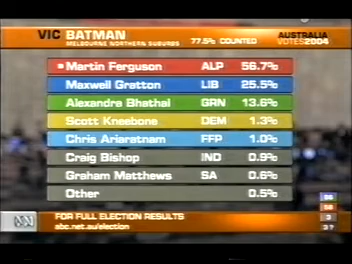 VIC BATMAN
MELBOURNE NORTHERN SUBURBS
77.5% COUNTED
AUSTRALIA
VOTES2004
Martin Ferguson ALP 56.7%
Maxwell Gratton LIB 25.5%
Alexandra Bhathal GRN 13.6%
Scott Kneebone DEM 1.3%
Chris Ariaratnam FFP 1.0%
Craig Bishop IND 0.9%
Graham Matthews SA 0.6%
Other 0.5%
FOR FULL ELECTION RESULTS
abc.net.au/election